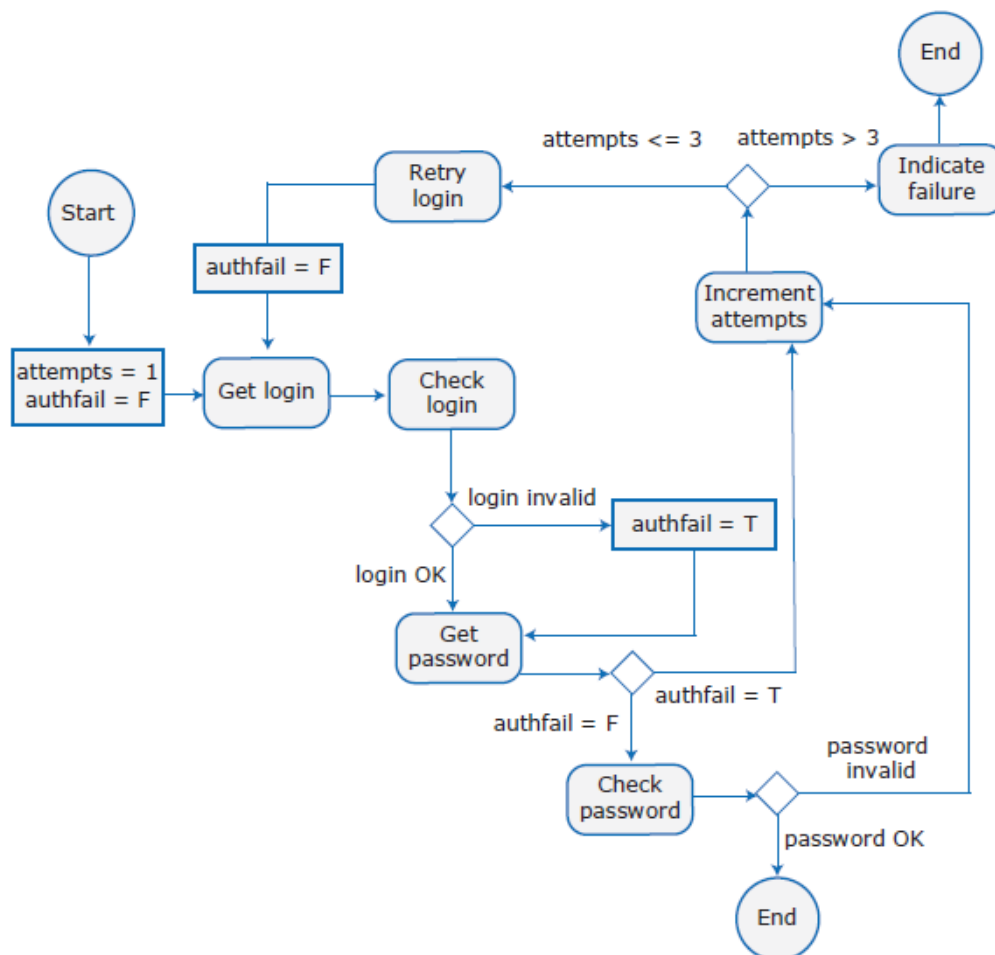 End
attempts <= 3
attempts > 3
Retry
login
Indicate
failure
Start
authfail = F
Increment
attempts
attempts = 1
authfail = F
Get login
Check
login
login invalid
authfail = T
login OK
Get
password
authfail = T
authfail = F
password
invalid
Check
password
password OK
End